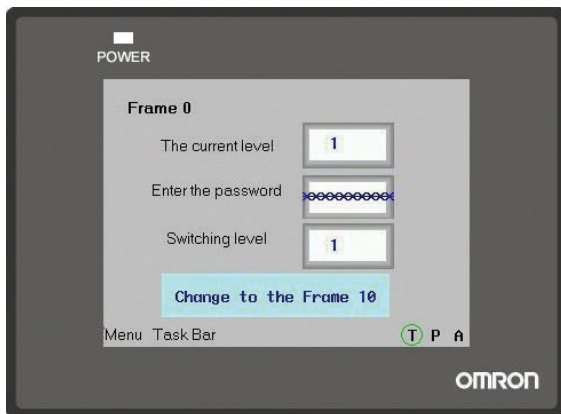 POWER
Frame 0
The current level 1
Enter the password
Switching level 1
Change to the Frame 10
Menu Task Bar T P A
OMRON